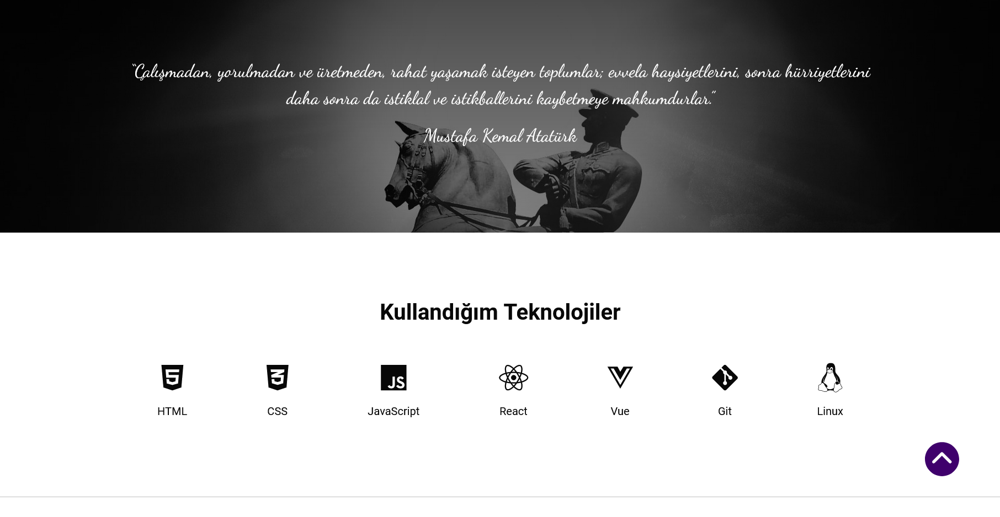 “Çalışmadan, yorulmadan ve üretmeden, rahat yaşamak isteyen toplumlar; evvela haysiyetlerini, sonra hürriyetlerini
daha sonra da istiklal ve istikballerini kaybetmeye mahkumdurlar.”
Mustafa Kemal Atatürk
Kullandığım Teknolojiler
JS
HTML
CSS
JavaScript
React
Vue
Git
Linux